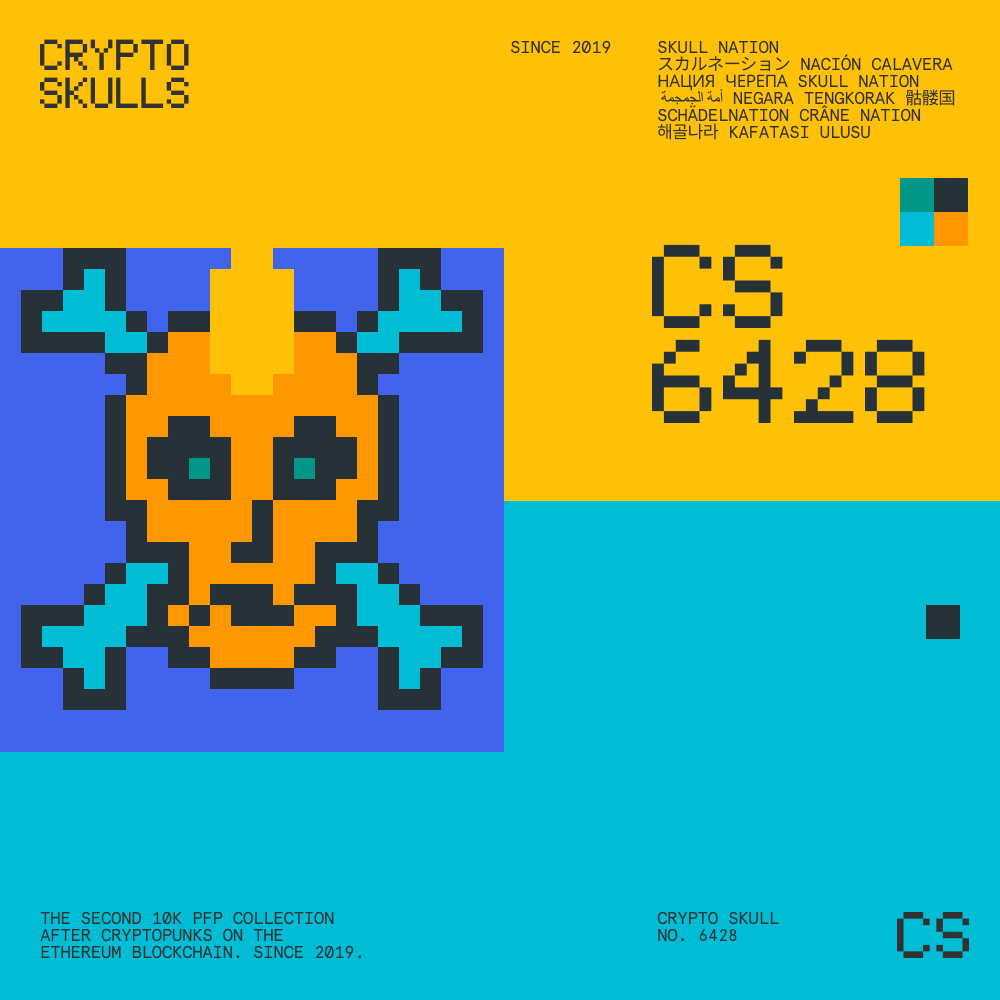 CRYPTO
SKULLS
SINCE 2019
SKULL NATION
スカルネーション NACIÓN CALAVERA
НАЦИЯ ЧЕРЕПА SKULL NATION
أمة الجمجمة NEGARA TENGKORAK 骷髅国
SCHÄDELNATION CRÂNE NATION
해골나라 KAFATASI ULUSU
CS
6428
THE SECOND 10K PFP COLLECTION
AFTER CRYPTOPUNKS ON THE
ETHEREUM BLOCKCHAIN. SINCE 2019.
CRYPTO SKULL
NO. 6428
CS